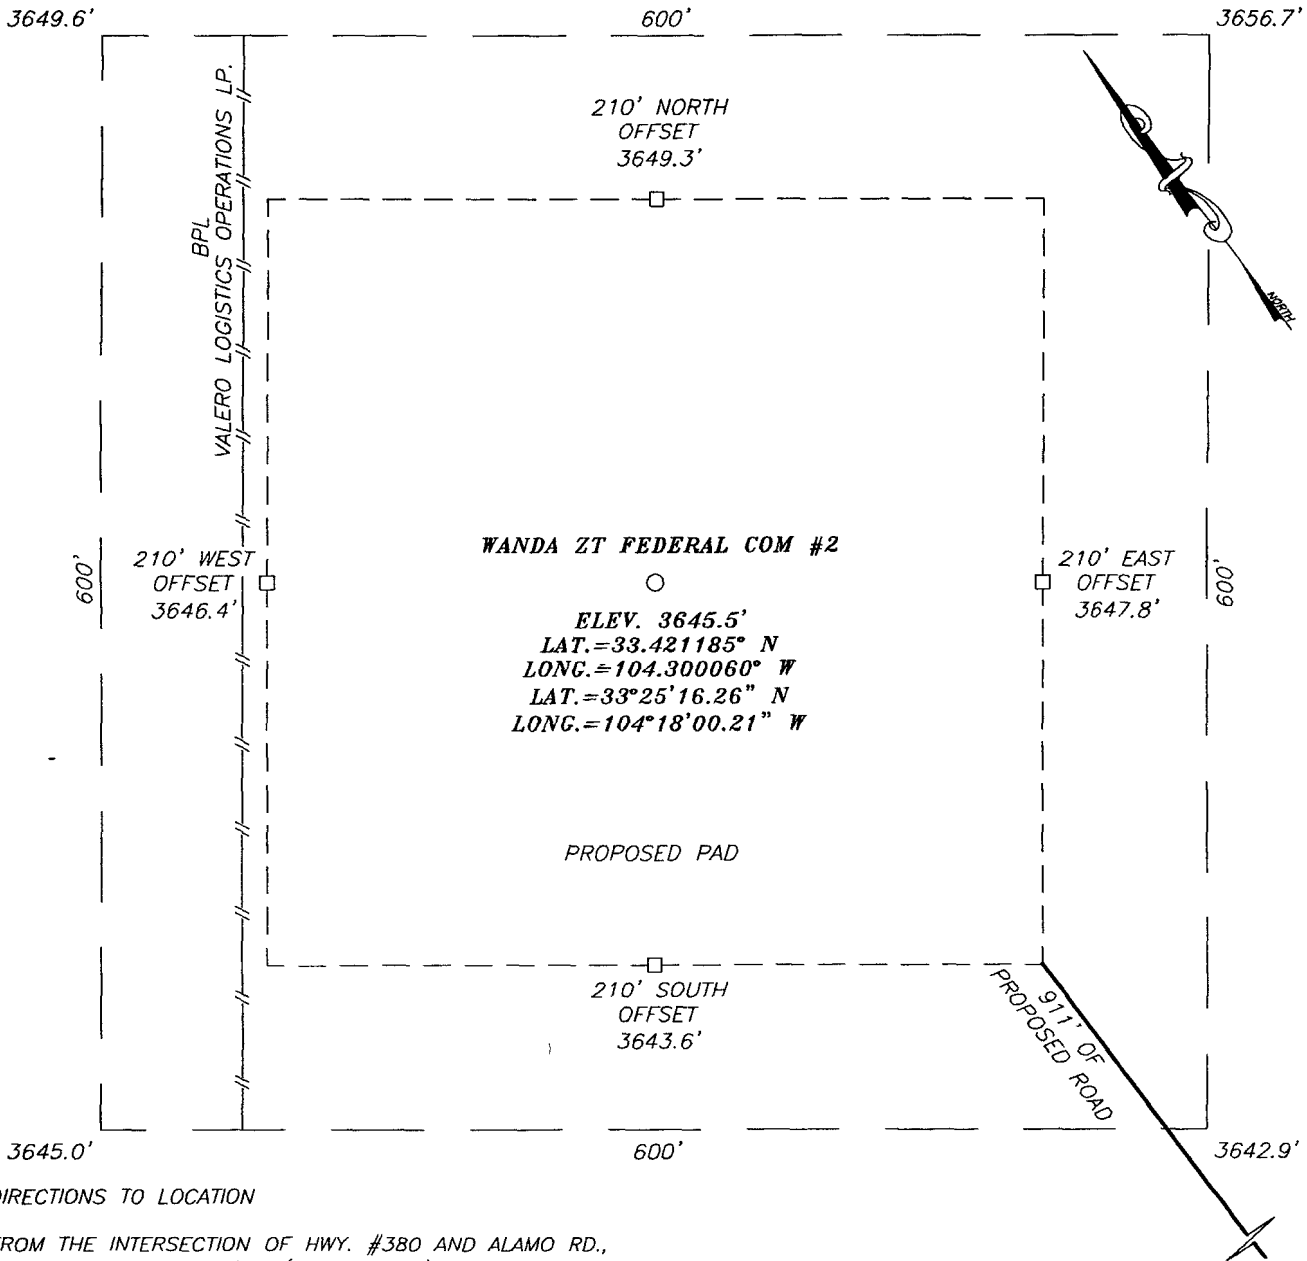 3649.6'
600'
3656.7'
210' NORTH
OFFSET
3649.3'
BPL
VALERO LOGISTICS OPERATIONS LP.
NORTH
WANDA ZT FEDERAL COM #2
600'
210' WEST
OFFSET
3646.4'
210' EAST
OFFSET
3647.8'
600'
ELEV. 3645.5'
LAT.=33.421185° N
LONG.=104.300060° W
LAT.=33°25'16.26" N
LONG.=104°18'00.21" W
PROPOSED PAD
210' SOUTH
OFFSET
3643.6'
911' OF
PROPOSED ROAD
3645.0'
600'
3642.9'
DIRECTIONS TO LOCATION
FROM THE INTERSECTION OF HWY. #380 AND ALAMO RD.,